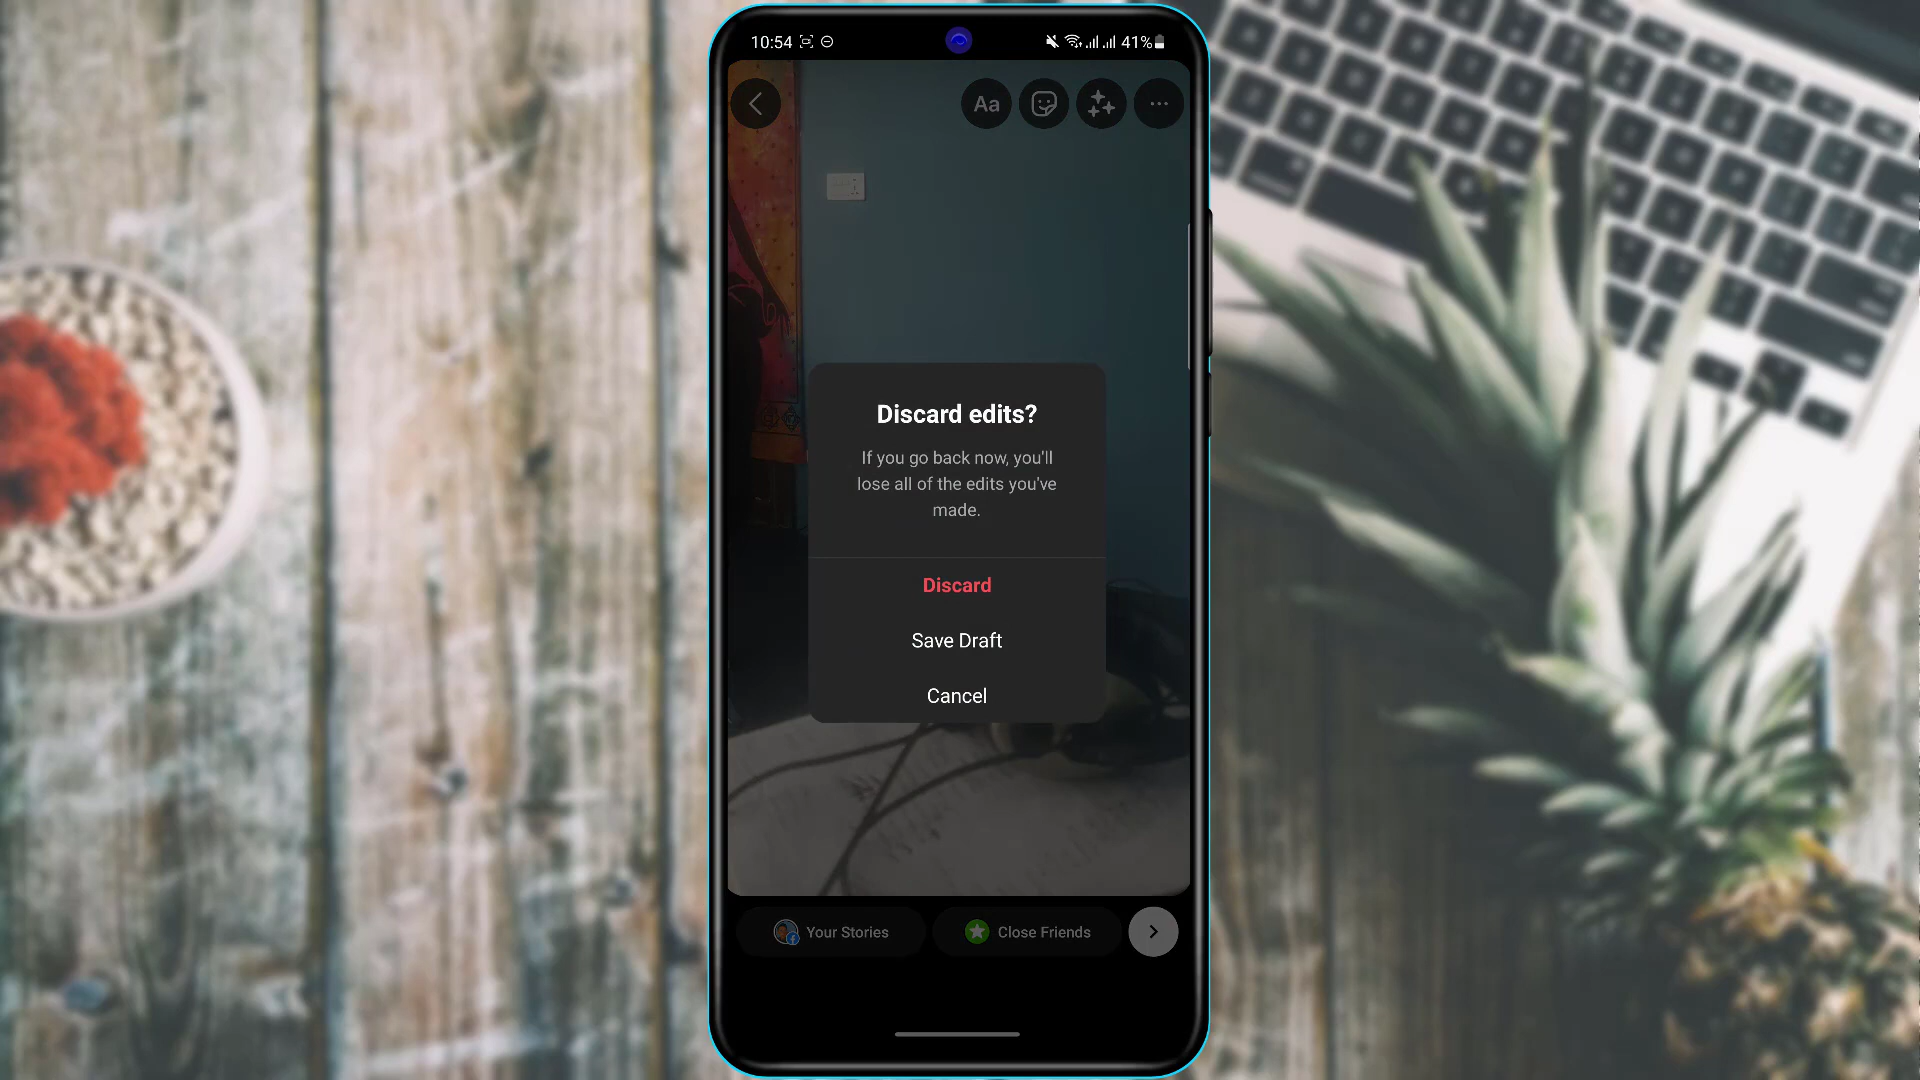 10:54
41%
Aa
Discard edits?
If you go back now, you'll
lose all of the edits you've
made.
Discard
Save Draft
Cancel
Your Stories
Close Friends